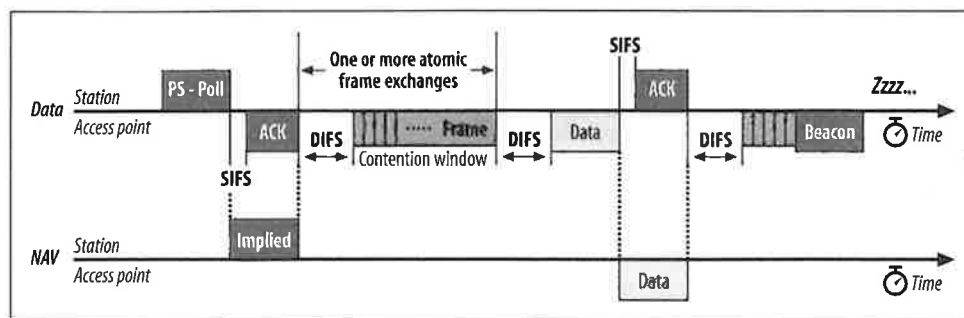 SIFS
One or more atomic
frame exchanges
PS - Poll
ACK
Zzzz...
Data
Station
Access point
ACK
DIFS
..... Frame
Contention window
DIFS
Data
DIFS
Beacon
Time
SIFS
Implied
NAV
Station
Access point
Data
Time